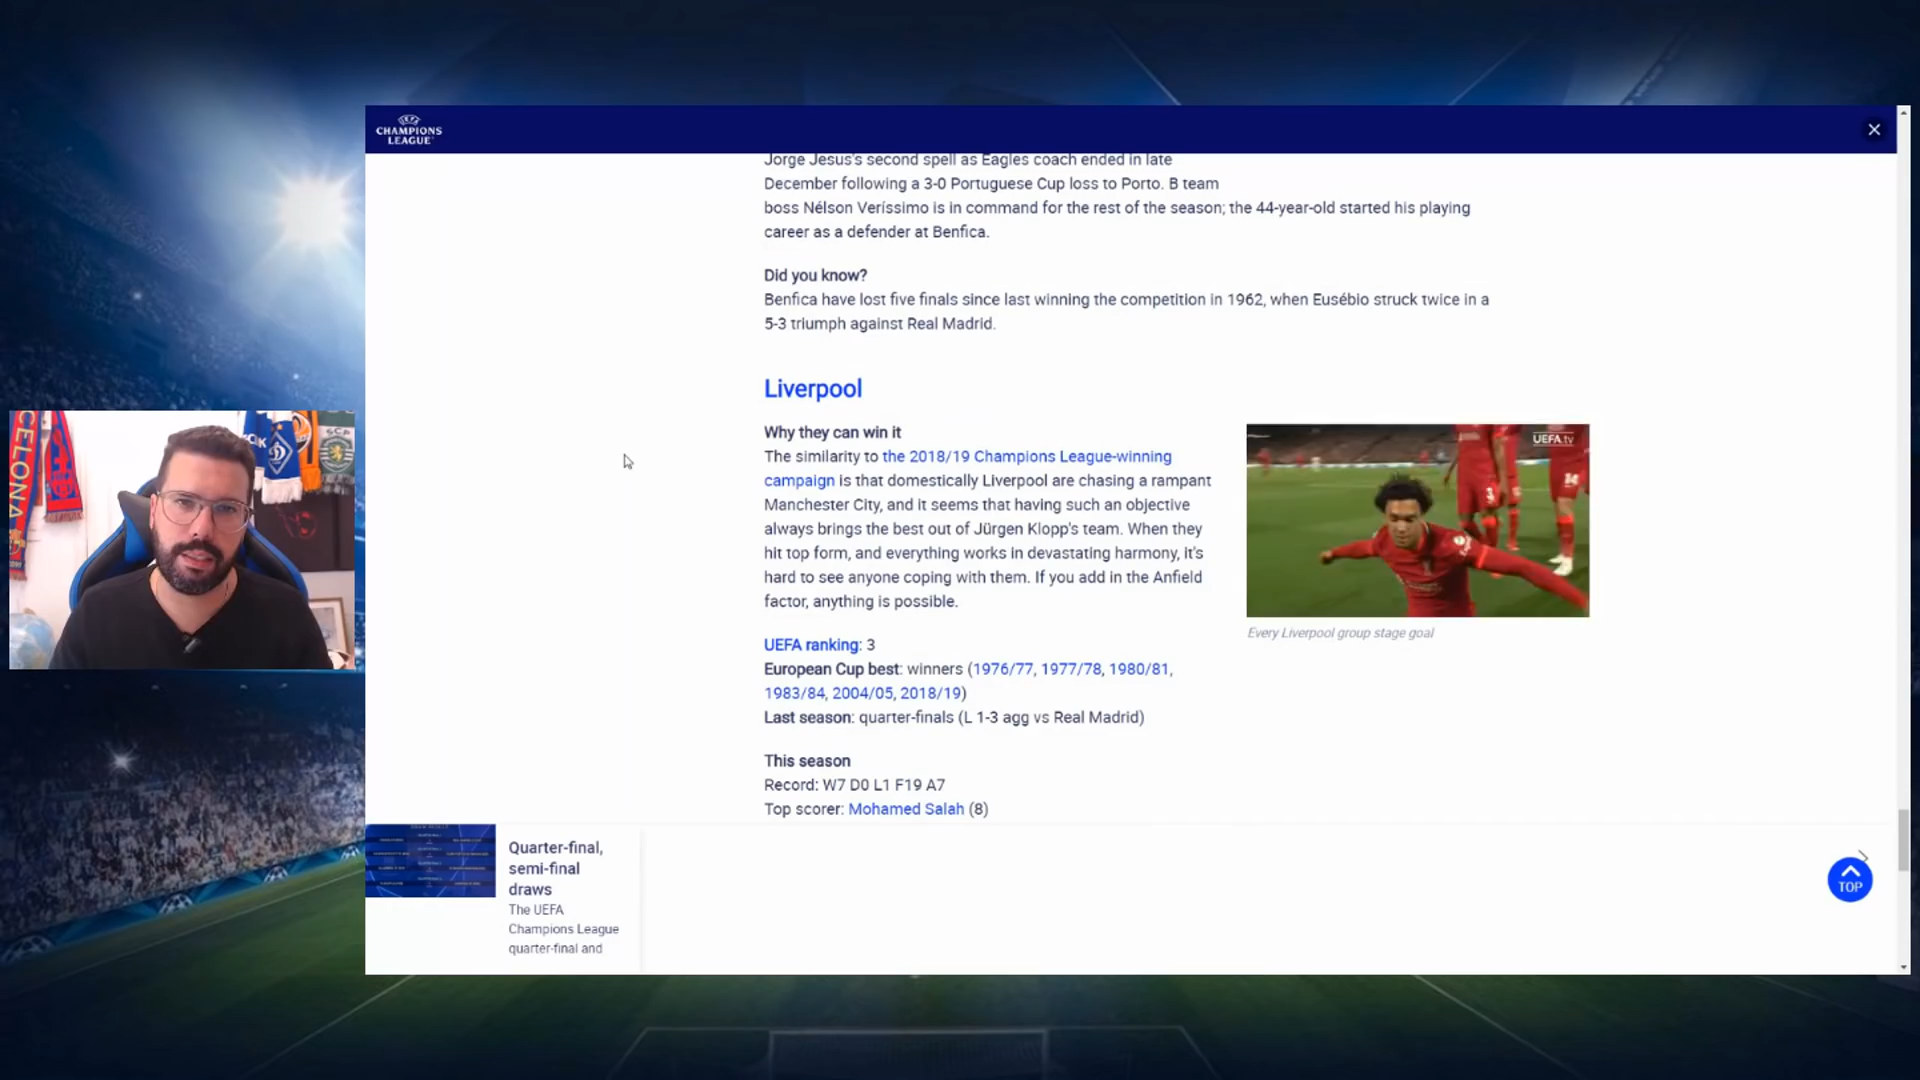 UEFA
CHAMPIONS
LEAGUE
Jorge Jesus's second spell as Eagles coach ended in late
December following a 3-0 Portuguese Cup loss to Porto. B team
boss Nélson Veríssimo is in command for the rest of the season; the 44-year-old started his playing
career as a defender at Benfica.
Did you know?
Benfica have lost five finals since last winning the competition in 1962, when Eusébio struck twice in a
5-3 triumph against Real Madrid.
Liverpool
Why they can win it
The similarity to the 2018/19 Champions League-winning
campaign is that domestically Liverpool are chasing a rampant
Manchester City, and it seems that having such an objective
always brings the best out of Jürgen Klopp's team. When they
hit top form, and everything works in devastating harmony, it's
hard to see anyone coping with them. If you add in the Anfield
factor, anything is possible.
UEFA.tv
Every Liverpool group stage goal
UEFA ranking: 3
European Cup best: winners (1976/77, 1977/78, 1980/81,
1983/84, 2004/05, 2018/19)
Last season: quarter-finals (L 1-3 agg vs Real Madrid)
This season
Record: W7 D0 L1 F19 A7
Top scorer: Mohamed Salah (8)
Quarter-final,
semi-final
draws
The UEFA
Champions League
quarter-final and
TOP
CELONA
SCP